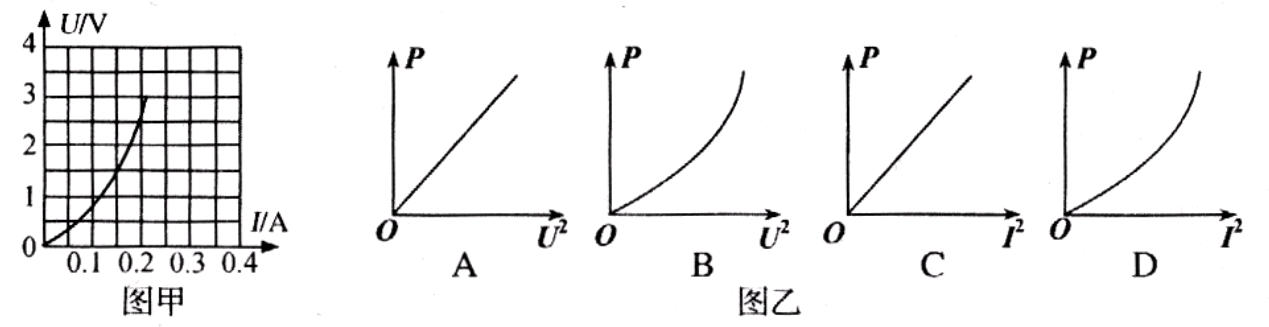 U/V
4
3
2
1
0
0.1 0.2 0.3 0.4
I/A
图甲
P
O
U²
A
P
O
U²
B
P
O
I²
C
P
O
I²
D
图乙